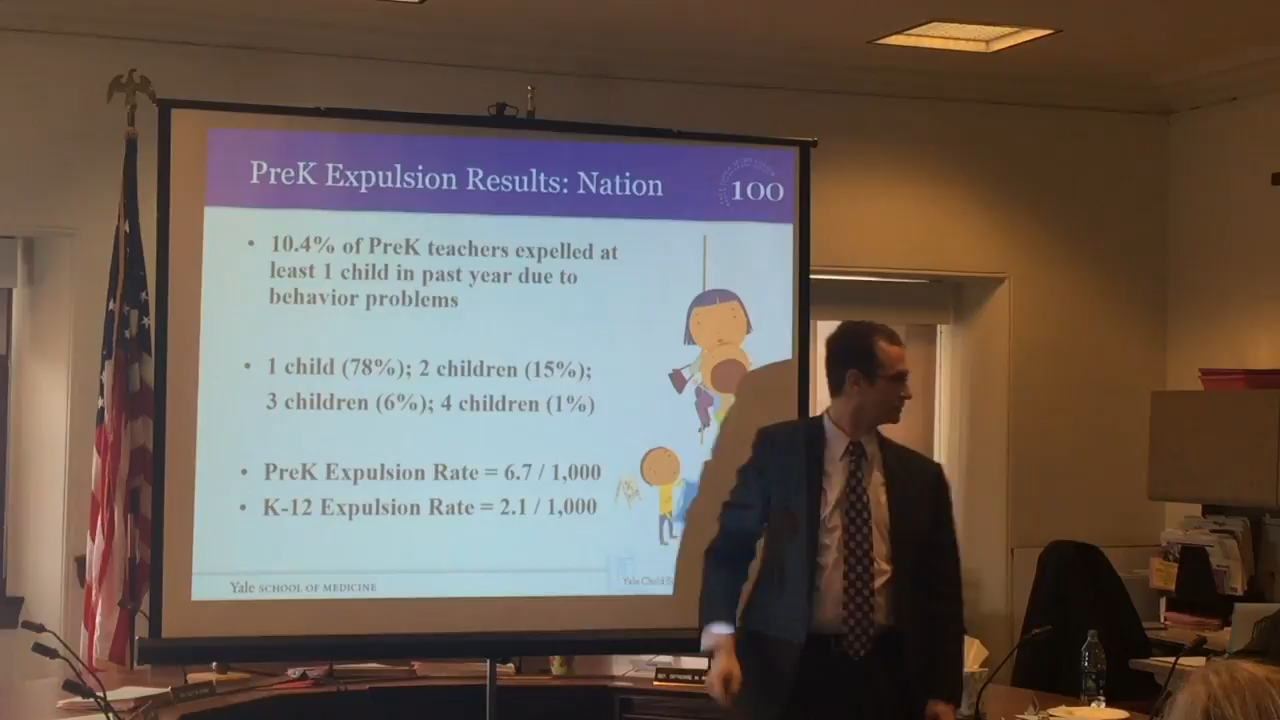 PreK Expulsion Results: Nation
100
• 10.4% of PreK teachers expelled at
least 1 child in past year due to
behavior problems
• 1 child (78%); 2 children (15%);
3 children (6%); 4 children (1%)
• PreK Expulsion Rate = 6.7 / 1,000
• K-12 Expulsion Rate = 2.1 / 1,000
Yale SCHOOL OF MEDICINE
Yale Child